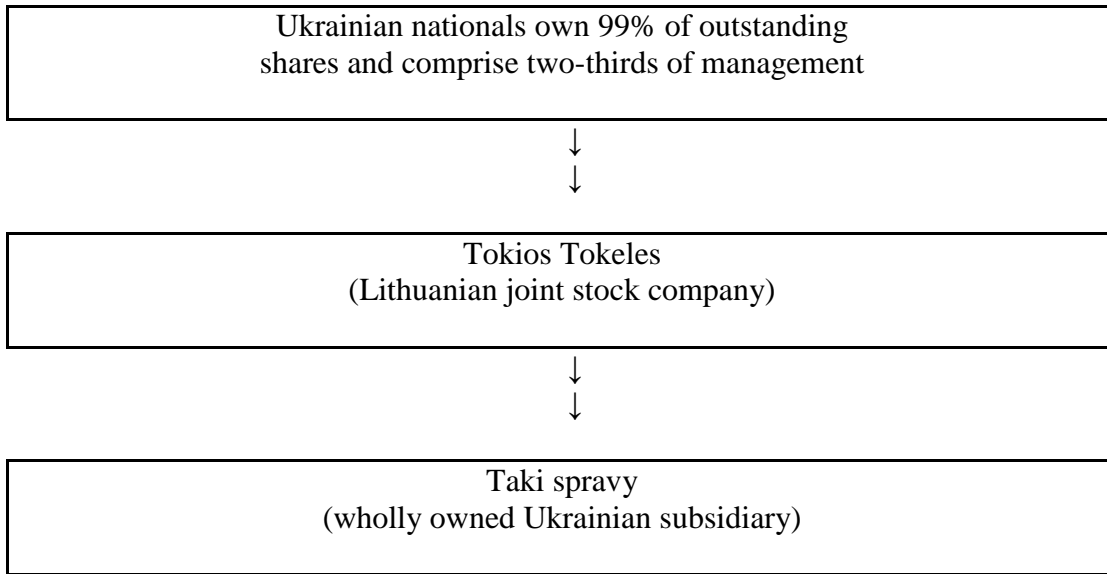 Ukrainian nationals own 99% of outstanding
shares and comprise two-thirds of management
↓
↓
Tokios Tokeles
(Lithuanian joint stock company)
↓
↓
Taki spravy
(wholly owned Ukrainian subsidiary)